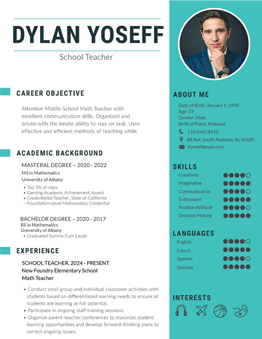 DYLAN YOSEFF
School Teacher
CAREER OBJECTIVE
Attentive Middle School Math Teacher with
excellent communication skills. Organized and
driven with the innate ability to stay on task. Uses
effective and efficient methods of teaching while
ACADEMIC BACKGROUND
MASTERAL DEGREE – 2020 - 2022
MS in Mathematics
University of Albany
Top 3% of class
Darning Academic Achievement Award
Credentialed Teacher, State of California
Foundation-Level Mathematics Credential
BACHELOR DEGREE – 2020 - 2017
BS in Mathematics
University of Albany
Graduated Summa Cum Laude
EXPERIENCE
SCHOOL TEACHER, 2024 - PRESENT
New Foundry Elementary School
Math Teacher
Conduct small group and individual classroom activities with
students based on differentiated learning needs to ensure all
students are learning at full potential.
Participate in ongoing staff training sessions.
Organize parent teacher conferences to maximize student
learning opportunities and develop forward-thinking plans to
correct ongoing issues.
ABOUT ME
Date of Birth: January 1, 1999
Age: 19
Gender: Male
Birth of Place: Alabama
123 4567 8910
AL
@mail.com
SKILLS
Creativity
Imaginative
Communication
Enthusiasm
Positive Attitude
Decision Making
LANGUAGES
English
French
Spanish
German
INTERESTS